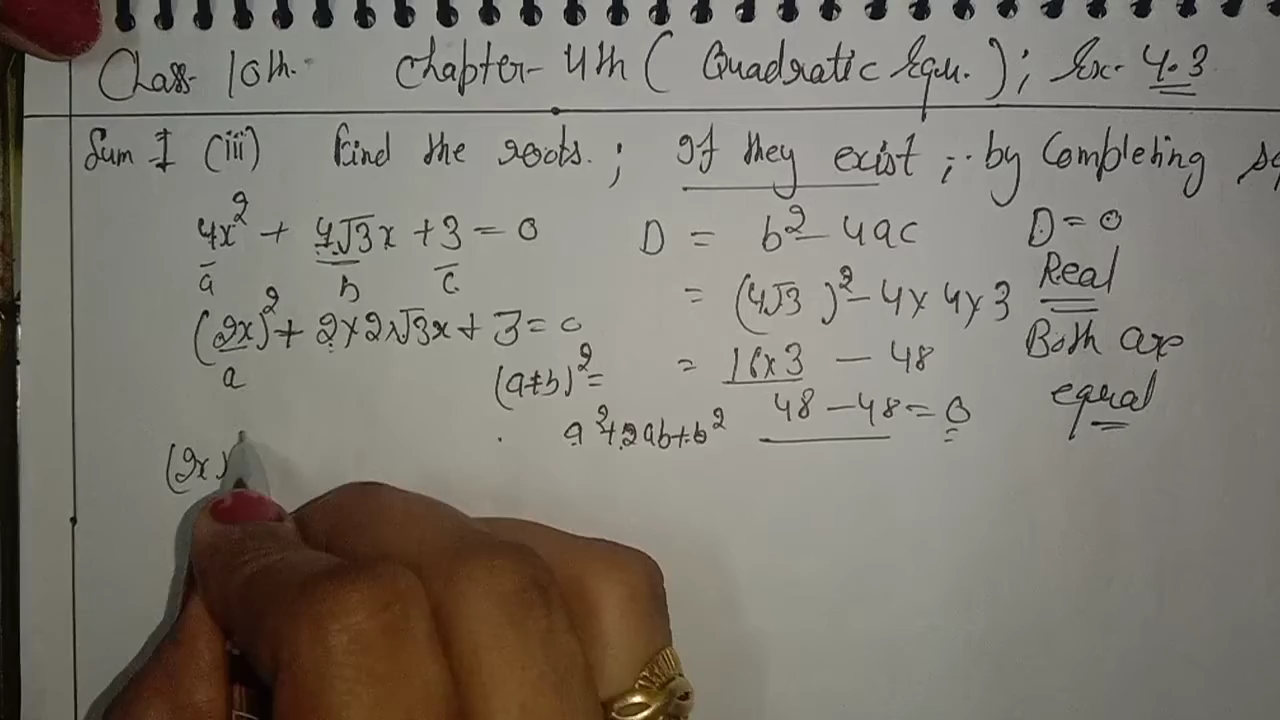 Class 10th. Chapter-4th ( Quadratic Equ. ); Ex- 4.3
Sum 1 (iii) Find the roots. ; If they exist ; by Completing
4x² + 4√3x + 3 = 0
a b c
(2x)² + 2×2√3x + 3 = 0
a
(a+b)² =
a²+2ab+b²
(2x)
D = b² - 4ac
= (4√3)² - 4×4×3
= 16×3 - 48
48 - 48 = 0
D = 0
Real
Both are
equal